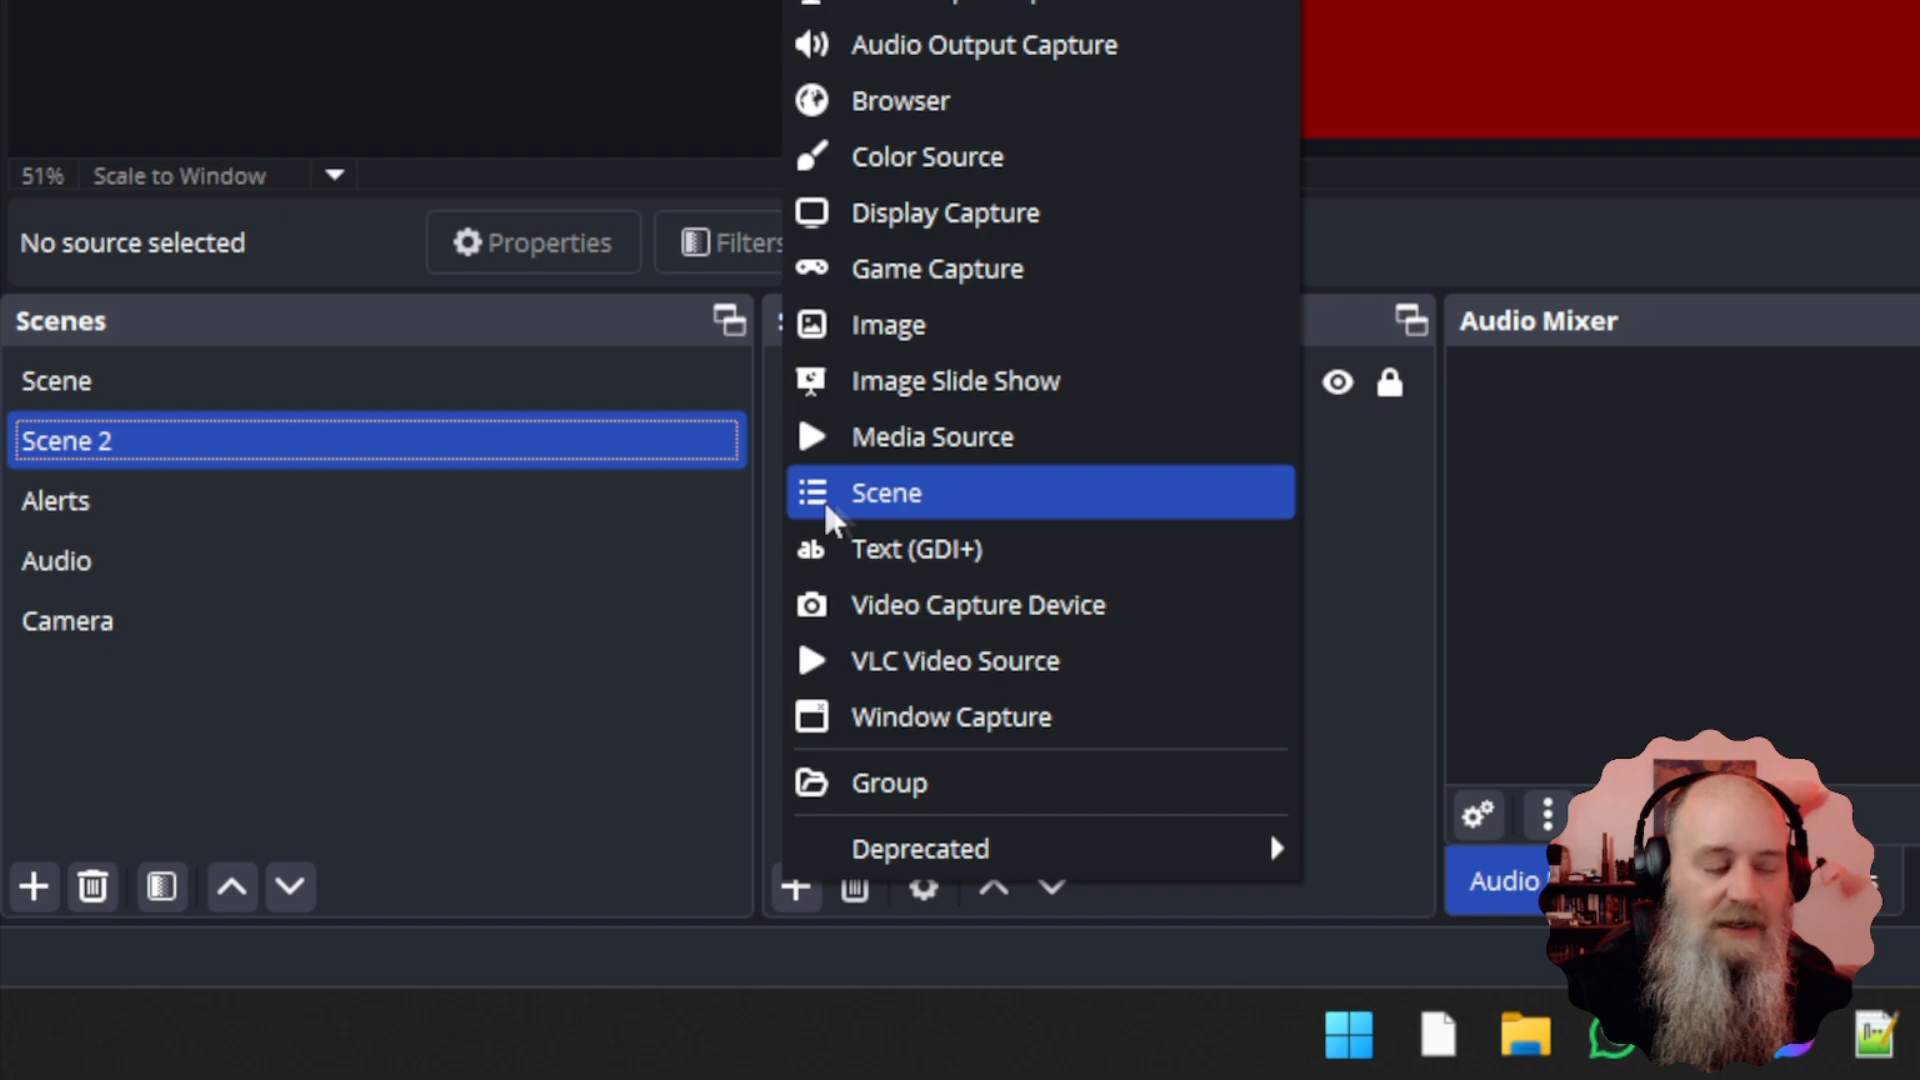 Audio Output Capture
Browser
Color Source
51% Scale to Window
Display Capture
No source selected
Properties
Filters
Game Capture
Scenes
Image
Audio Mixer
Scene
Image Slide Show
Scene 2
Media Source
Alerts
Scene
Audio
ab Text (GDI+)
Camera
Video Capture Device
VLC Video Source
Window Capture
Group
Deprecated
Audio